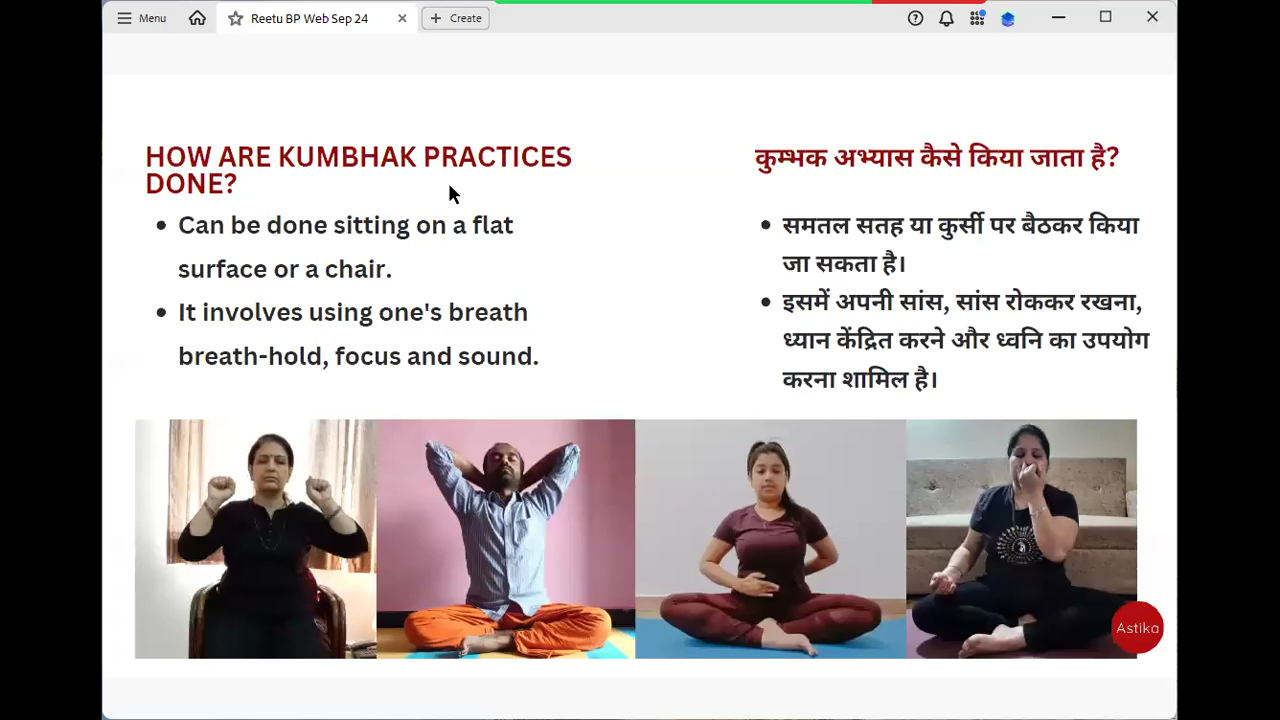 Menu
Reetu BP Web Sep 24
Create
HOW ARE KUMBHAK PRACTICES
DONE?
Can be done sitting on a flat
surface or a chair.
It involves using one's breath
breath-hold, focus and sound.
कुम्भक अभ्यास कैसे किया जाता है?
समतल सतह या कुर्सी पर बैठकर किया
जा सकता है।
इसमें अपनी सांस, सांस रोककर रखना,
ध्यान केंद्रित करने और ध्वनि का उपयोग
करना शामिल है।
Astika